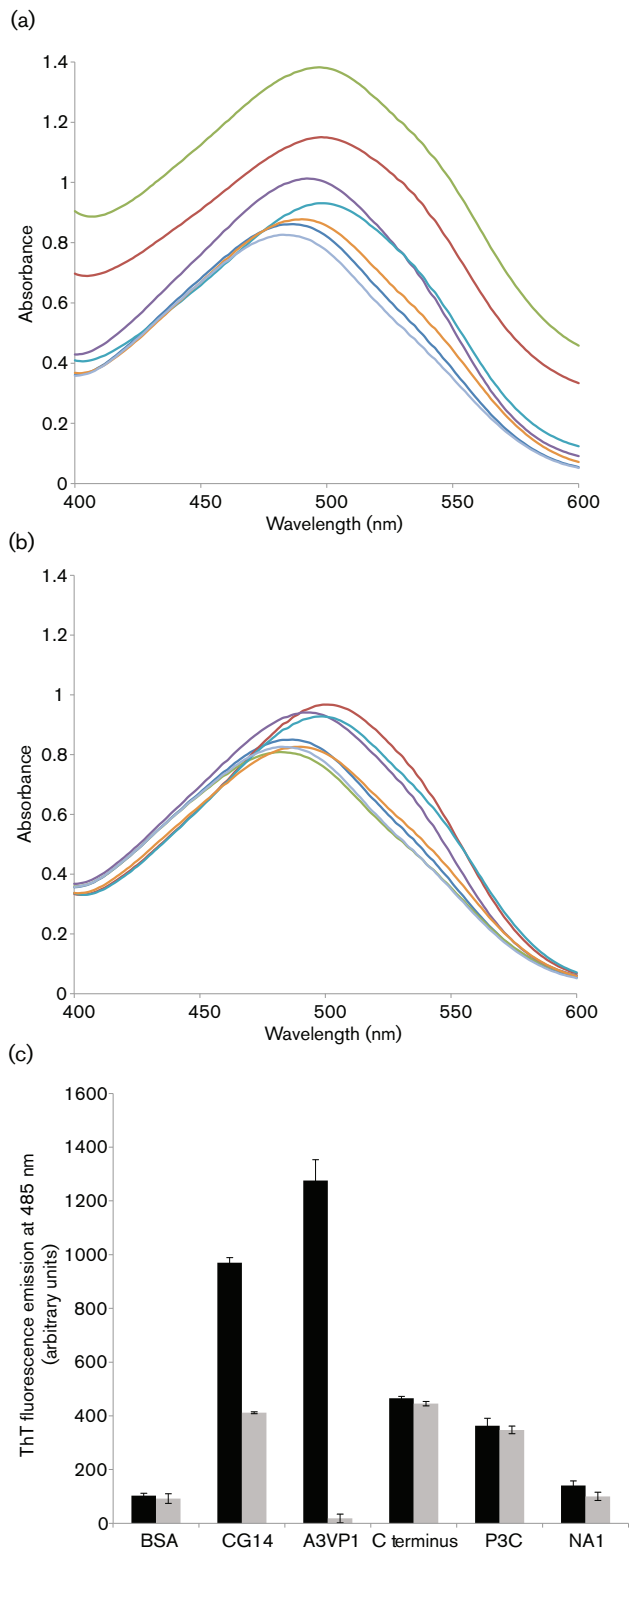 (a)
1.4
1.2
1
0.8
0.6
0.4
0.2
0
Absorbance
400 450 500 550 600
Wavelength (nm)
(b)
1.4
1.2
1
0.8
0.6
0.4
0.2
0
Absorbance
400 450 500 550 600
Wavelength (nm)
(c)
1600
1400
1200
1000
800
600
400
200
0
ThT fluorescence emission at 485 nm
(arbitrary units)
BSA CG14 A3VP1 C terminus P3C NA1